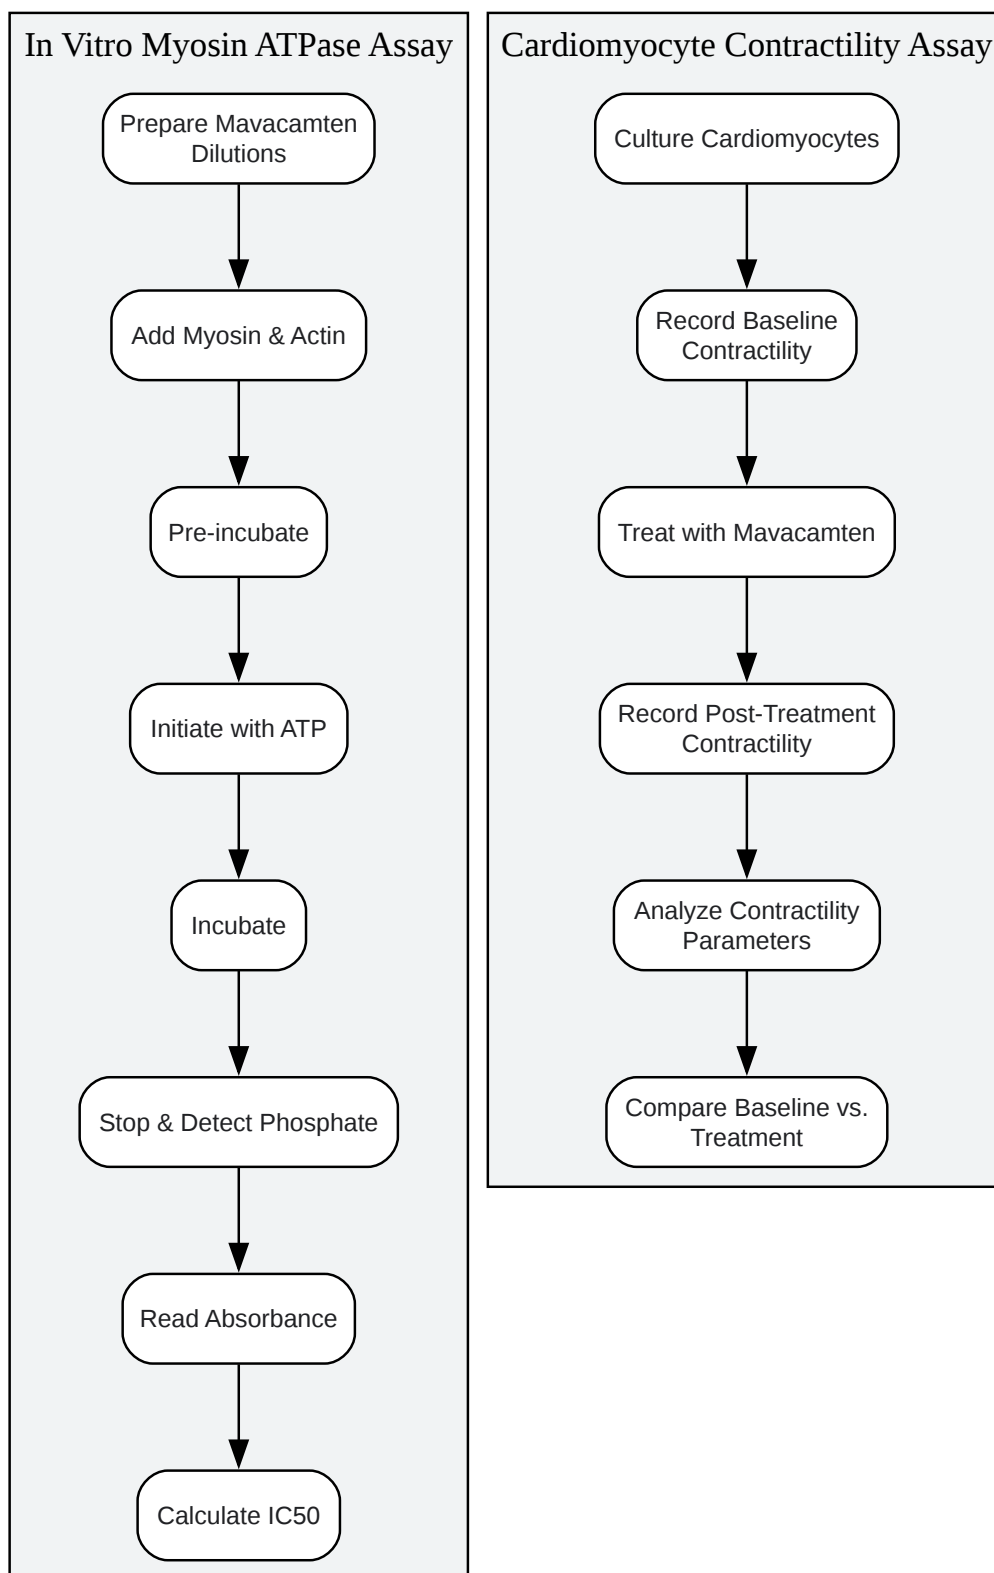 In Vitro Myosin ATPase Assay
Prepare Mavacamten
Dilutions
Add Myosin & Actin
Pre-incubate
Initiate with ATP
Incubate
Stop & Detect Phosphate
Read Absorbance
Calculate IC50
Cardiomyocyte Contractility Assay
Culture Cardiomyocytes
Record Baseline
Contractility
Treat with Mavacamten
Record Post-Treatment
Contractility
Analyze Contractility
Parameters
Compare Baseline vs.
Treatment